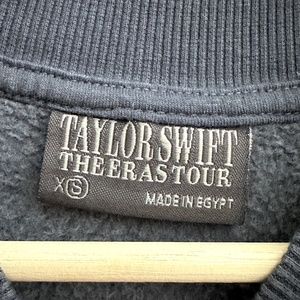 TAYLOR SWIFT
THE ERAS TOUR
XS
MADE IN EGYPT